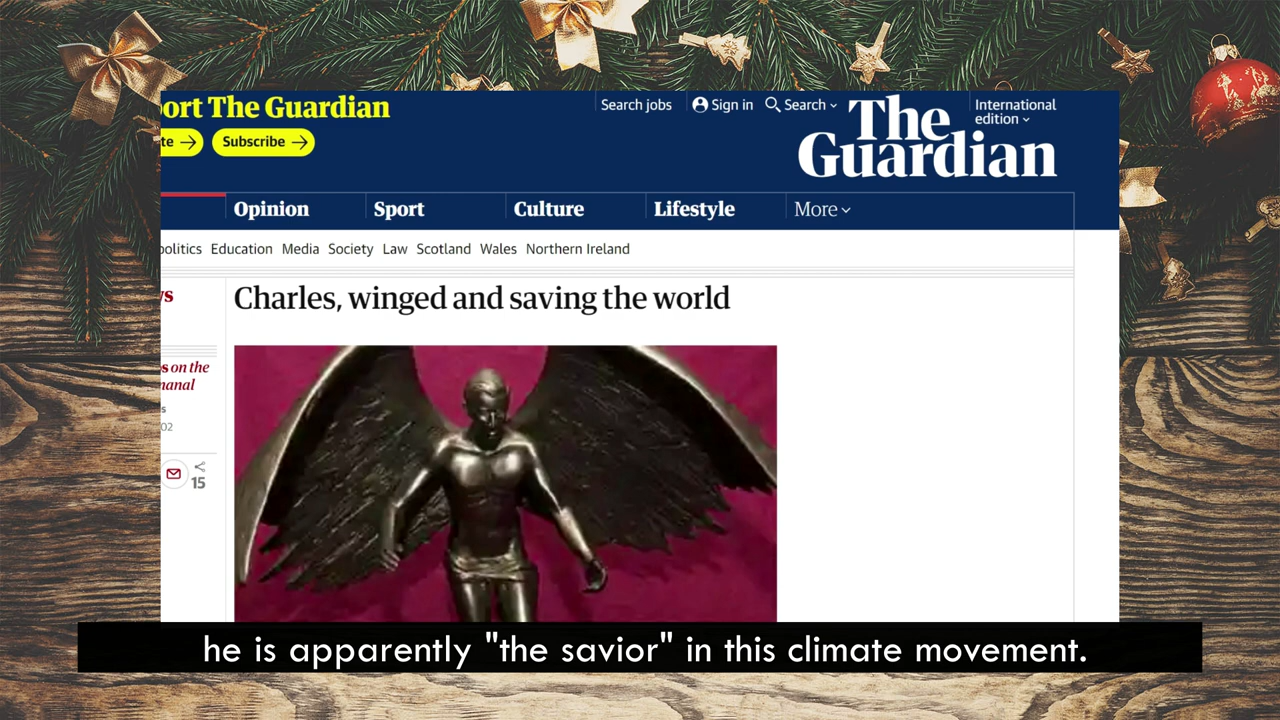 ort The Guardian
te → Subscribe →
Search jobs Sign in Search International edition
The Guardian
Opinion Sport Culture Lifestyle More
politics Education Media Society Law Scotland Wales Northern Ireland
Charles, winged and saving the world
s on the
nanal
s
02
15
he is apparently "the savior" in this climate movement.